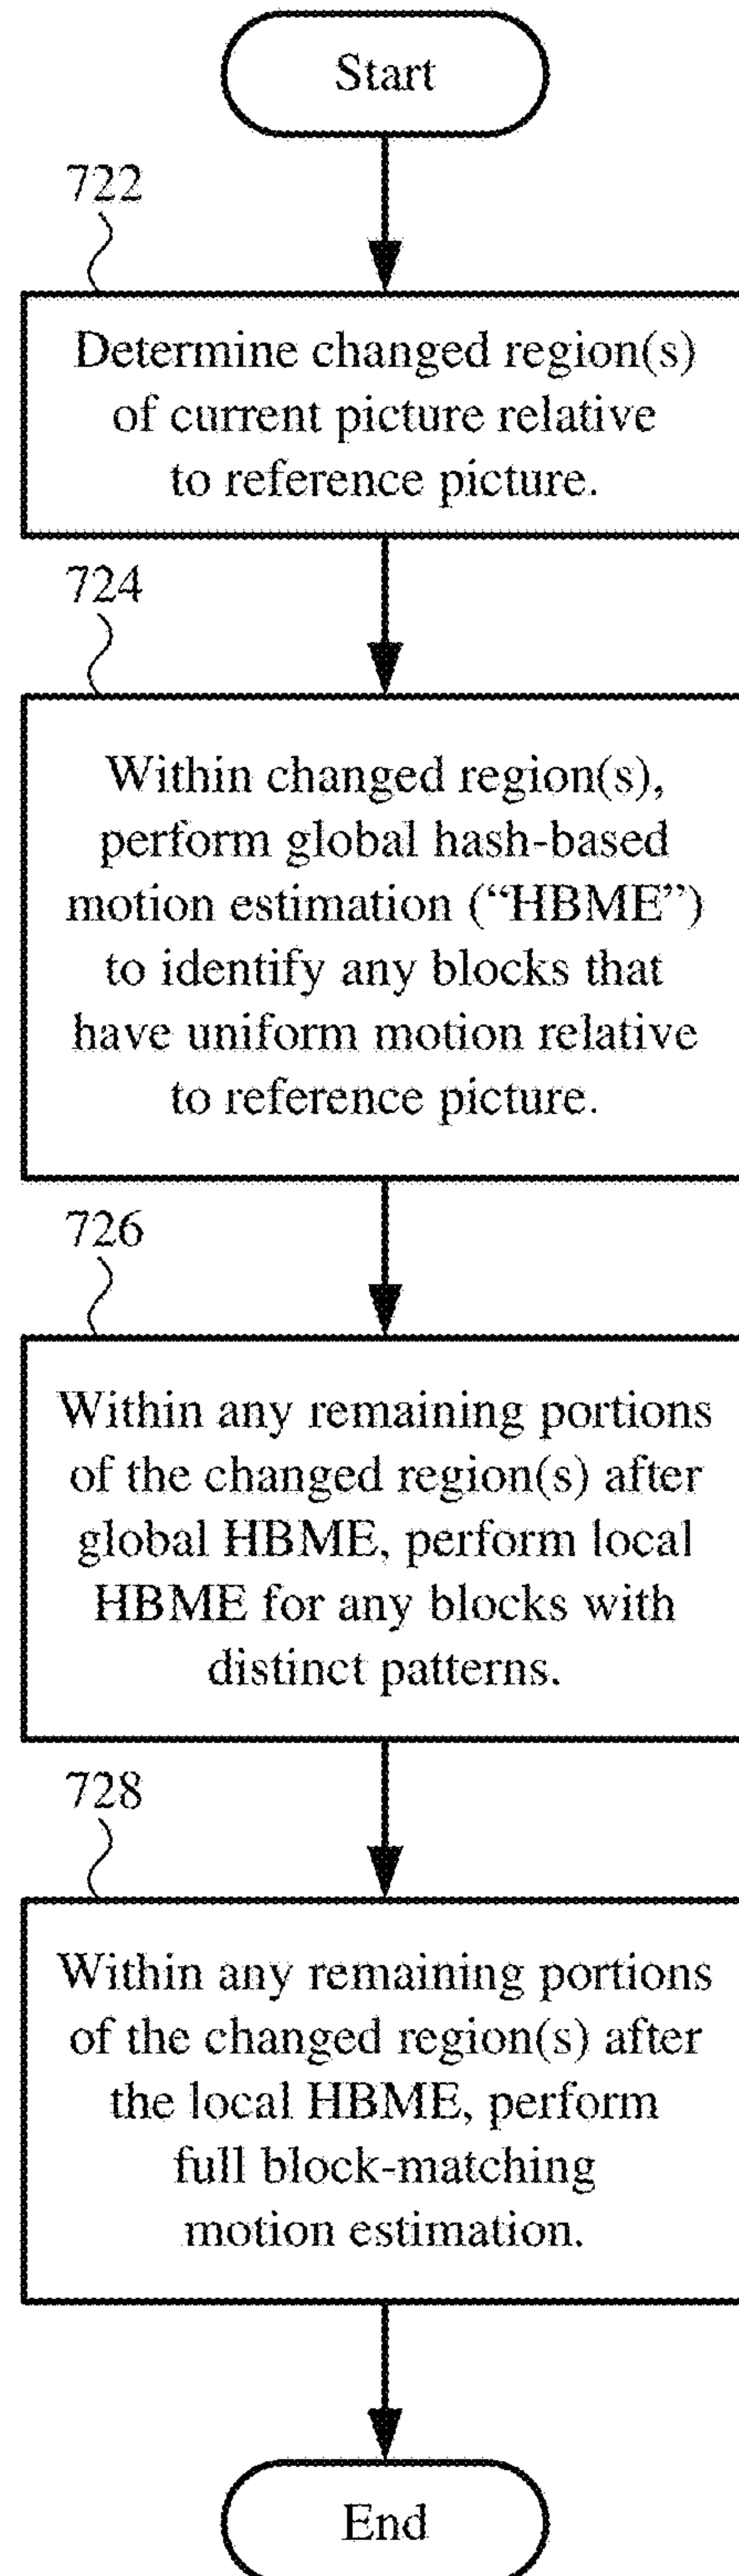 Start
722
Determine changed region(s)
of current picture relative
to reference picture.
724
Within changed region(s),
perform global hash-based
motion estimation (“HBME”)
to identify any blocks that
have uniform motion relative
to reference picture.
726
Within any remaining portions
of the changed region(s) after
global HBME, perform local
HBME for any blocks with
distinct patterns.
728
Within any remaining portions
of the changed region(s) after
the local HBME, perform
full block-matching
motion estimation.
End